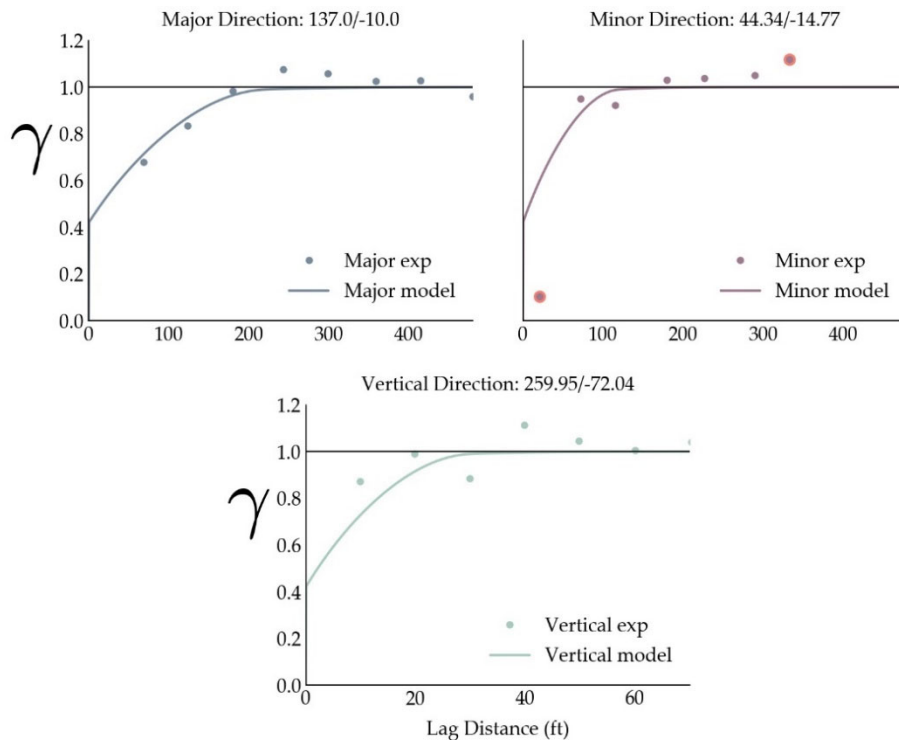 Major Direction: 137.0/-10.0
γ
1.2
1.0
0.8
0.6
0.4
0.2
0.0
Major exp
Major model
0 100 200 300 400
Minor Direction: 44.34/-14.77
Minor exp
Minor model
0 100 200 300 400
Vertical Direction: 259.95/-72.04
γ
1.2
1.0
0.8
0.6
0.4
0.2
0.0
Vertical exp
Vertical model
0 20 40 60
Lag Distance (ft)